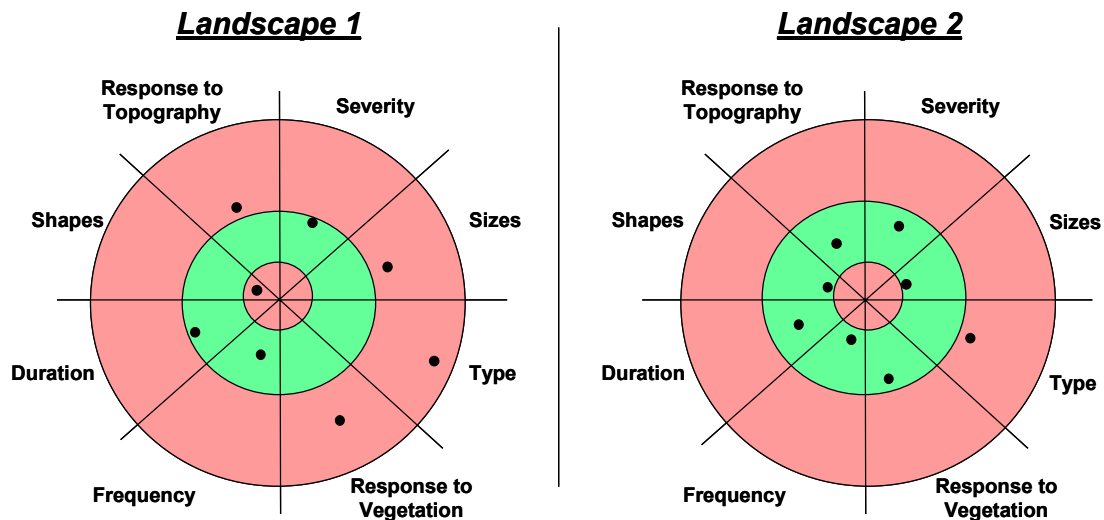 Landscape 1
Response to
Topography
Severity
Shapes
Sizes
Duration
Type
Frequency
Response to
Vegetation
Landscape 2
Response to
Topography
Severity
Shapes
Sizes
Duration
Type
Frequency
Response to
Vegetation